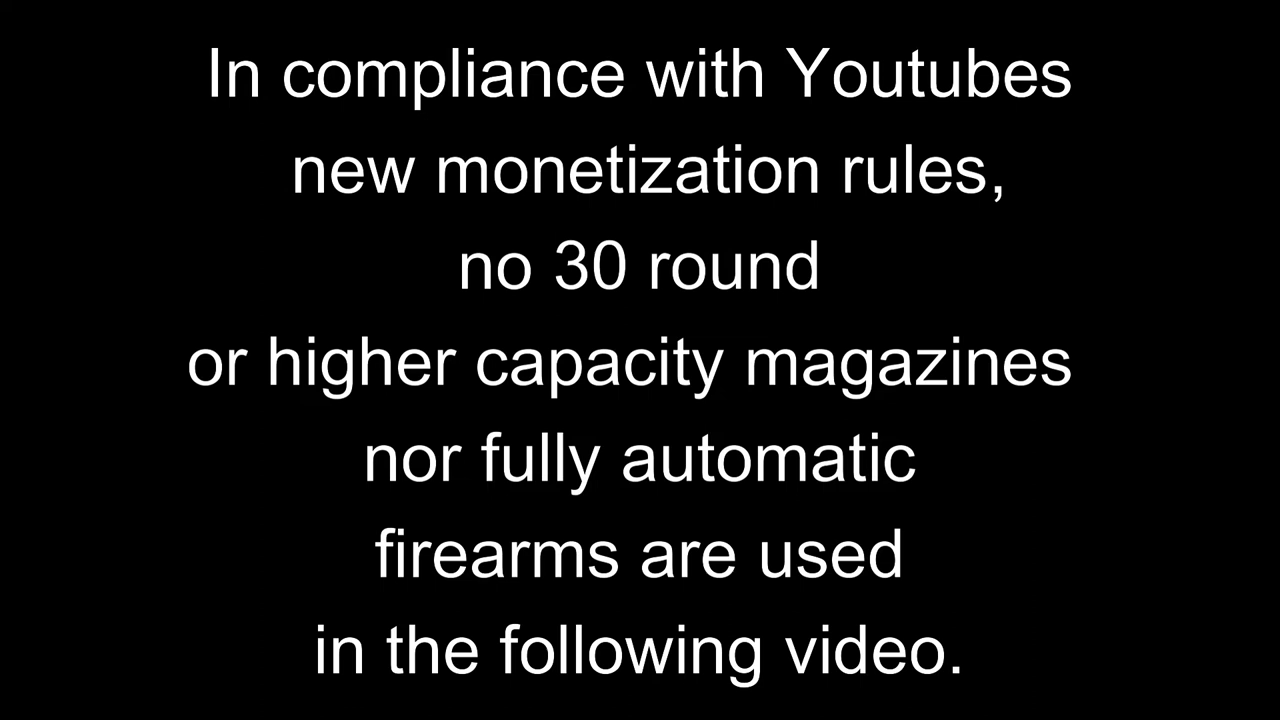 In compliance with Youtubes
new monetization rules,
no 30 round
or higher capacity magazines
nor fully automatic
firearms are used
in the following video.